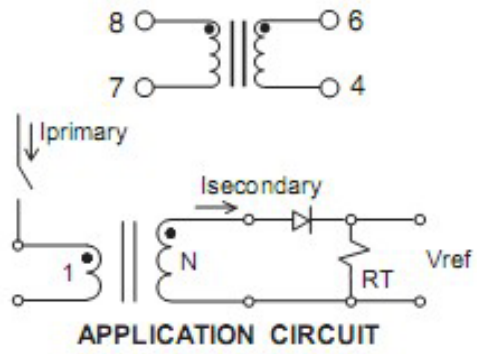 8 6
7 4
Iprimary
Isecondary
1 N RT Vref
APPLICATION CIRCUIT